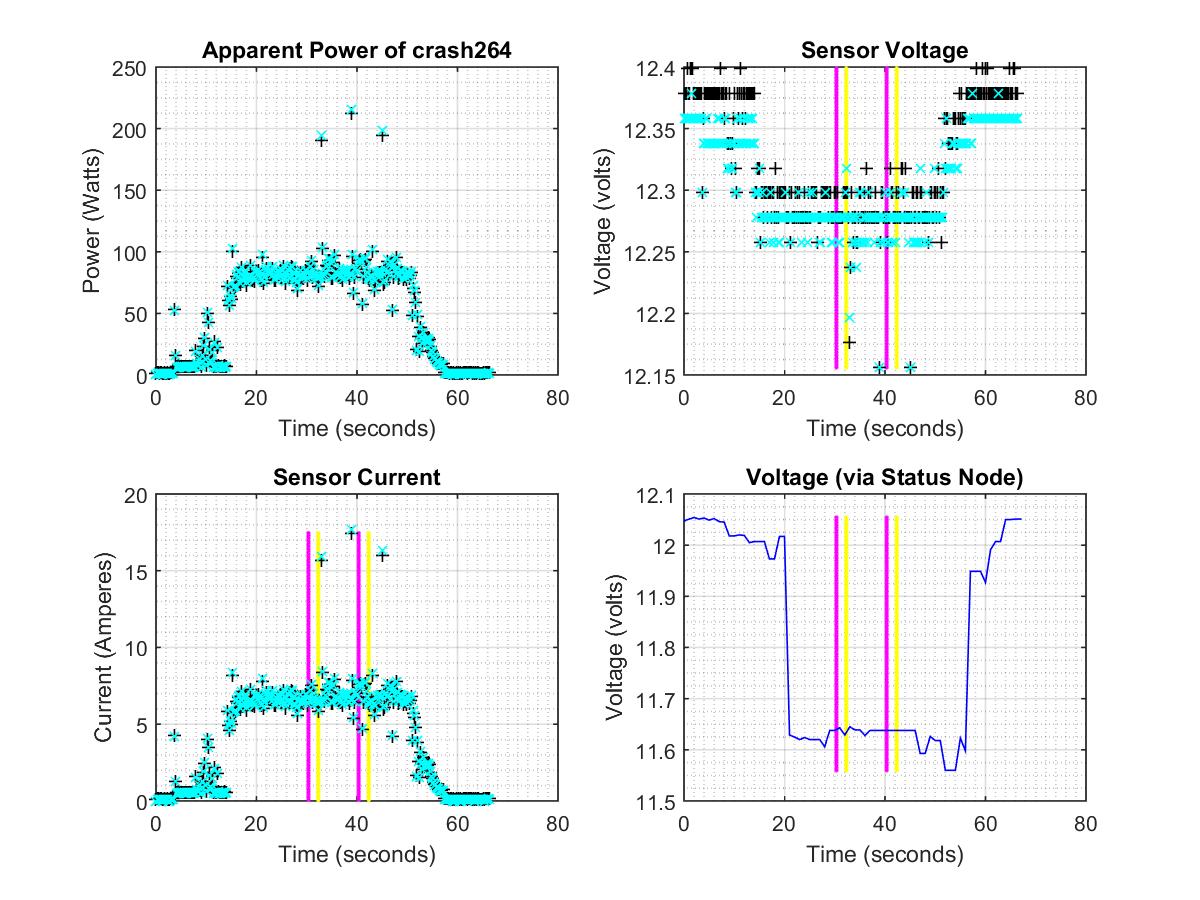 Apparent Power of crash264
250
200
150
100
50
0
Power (Watts)
0 20 40 60 80
Time (seconds)
Sensor Voltage
12.4
12.35
12.3
12.25
12.2
12.15
Voltage (volts)
0 20 40 60 80
Time (seconds)
Sensor Current
20
15
10
5
0
Current (Amperes)
0 20 40 60 80
Time (seconds)
Voltage (via Status Node)
12.1
12
11.9
11.8
11.7
11.6
11.5
Voltage (volts)
0 20 40 60 80
Time (seconds)